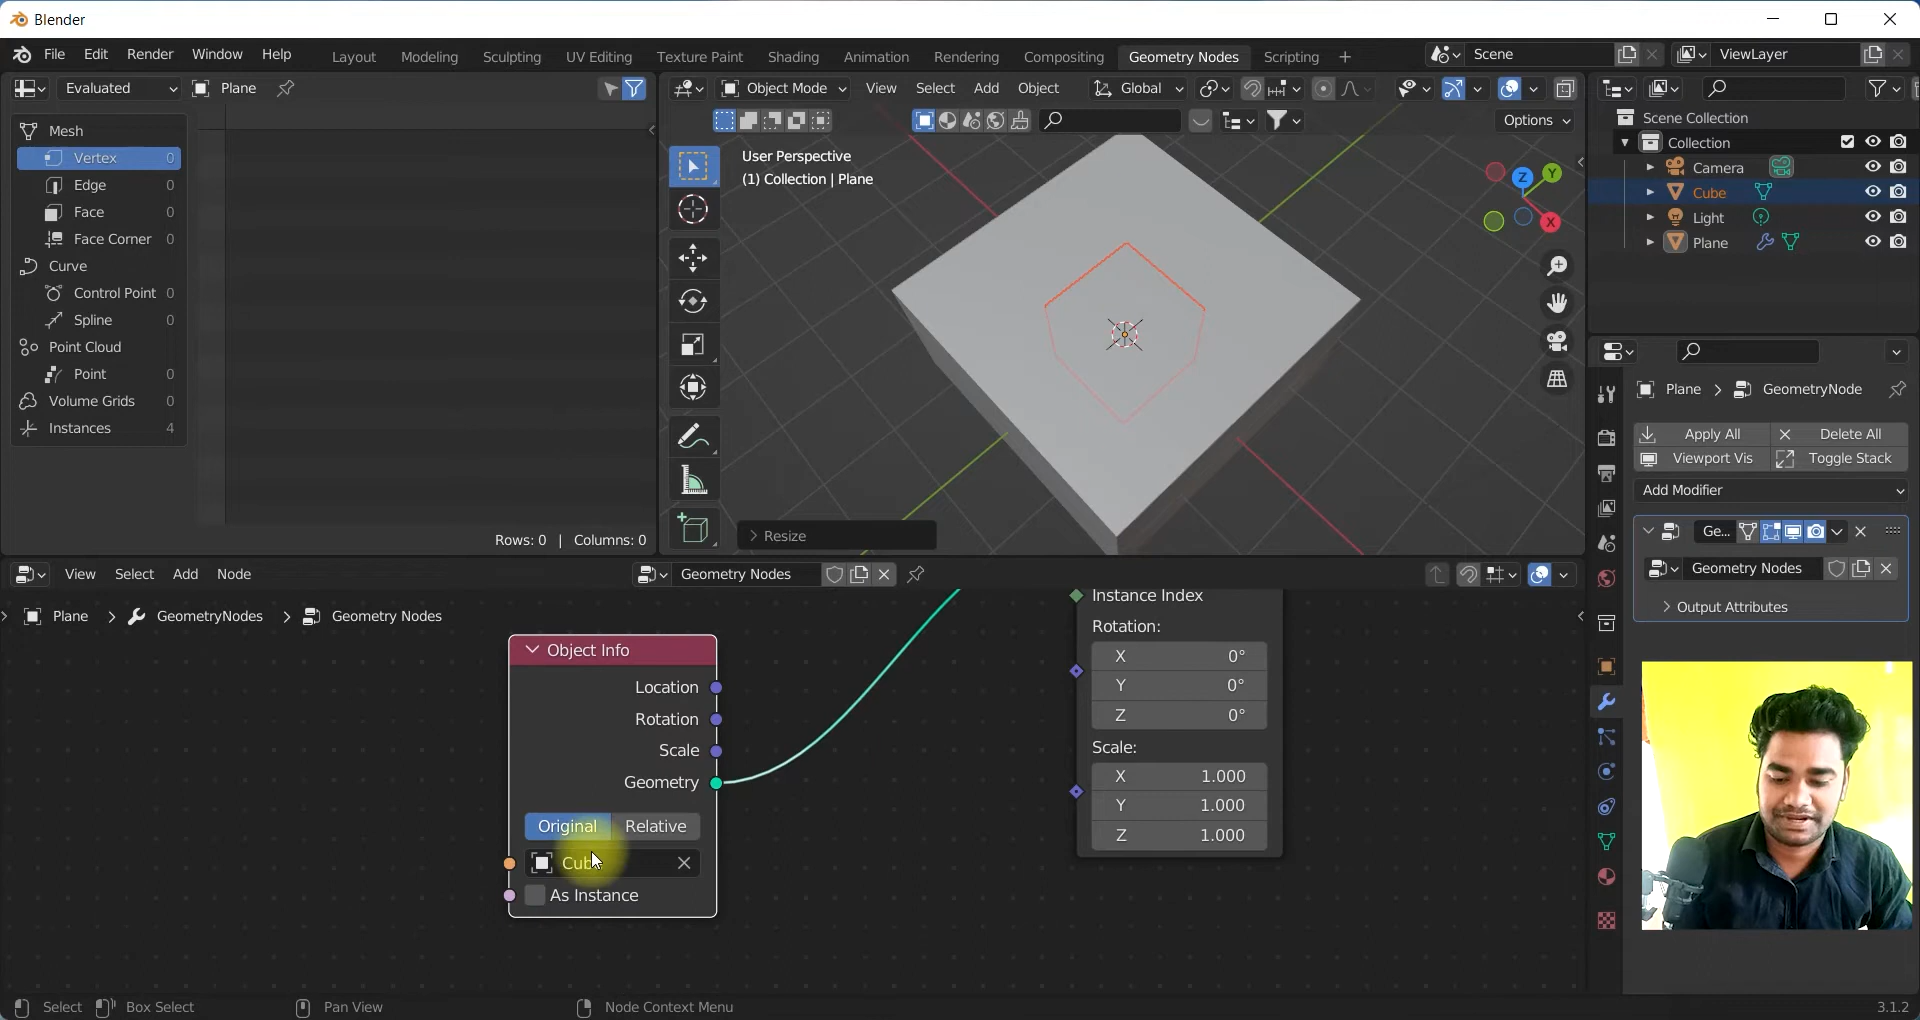 Blender
File Edit Render Window Help
Layout Modeling Sculpting UV Editing Texture Paint Shading Animation Rendering Compositing Geometry Nodes Scripting +
Scene
ViewLayer
Evaluated
Plane
Mesh
Vertex 0
Edge 0
Face 0
Face Corner 0
Curve
Control Point 0
Spline 0
Point Cloud
Point 0
Volume Grids 0
Instances 4
Rows: 0 | Columns: 0
Object Mode View Select Add Object Global
Options
User Perspective
(1) Collection | Plane
Z
Y
X
> Resize
Scene Collection
Collection
Camera
Cube
Light
Plane
Plane > GeometryNode
Apply All
Delete All
Viewport Vis
Toggle Stack
Add Modifier
Ge...
Geometry Nodes
> Output Attributes
View Select Add Node
Geometry Nodes
Plane > GeometryNodes > Geometry Nodes
Object Info
Location
Rotation
Scale
Geometry
Original Relative
As Instance
Instance Index
Rotation:
X 0°
Y 0°
Z 0°
Scale:
X 1.000
Y 1.000
Z 1.000
Select Box Select Pan View Node Context Menu
3.1.2